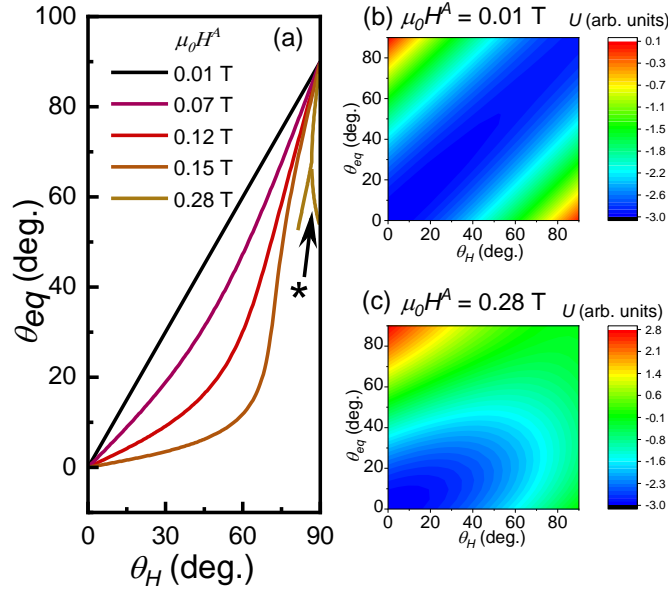 (a)
μ₀Hᴬ
0.01 T
0.07 T
0.12 T
0.15 T
0.28 T
*
100
80
60
40
20
0
θeq (deg.)
0 30 60 90
θH (deg.)
(b) μ₀Hᴬ = 0.01 T U (arb. units)
80
60
40
20
0
θeq (deg.)
0 20 40 60 80
θH (deg.)
0.1
-0.3
-0.7
-1.1
-1.5
-1.8
-2.2
-2.6
-3.0
(c) μ₀Hᴬ = 0.28 T
U (arb. units)
80
60
40
20
0
θeq (deg.)
0 20 40 60 80
θH (deg.)
2.8
2.1
1.4
0.6
-0.1
-0.8
-1.6
-2.3
-3.0